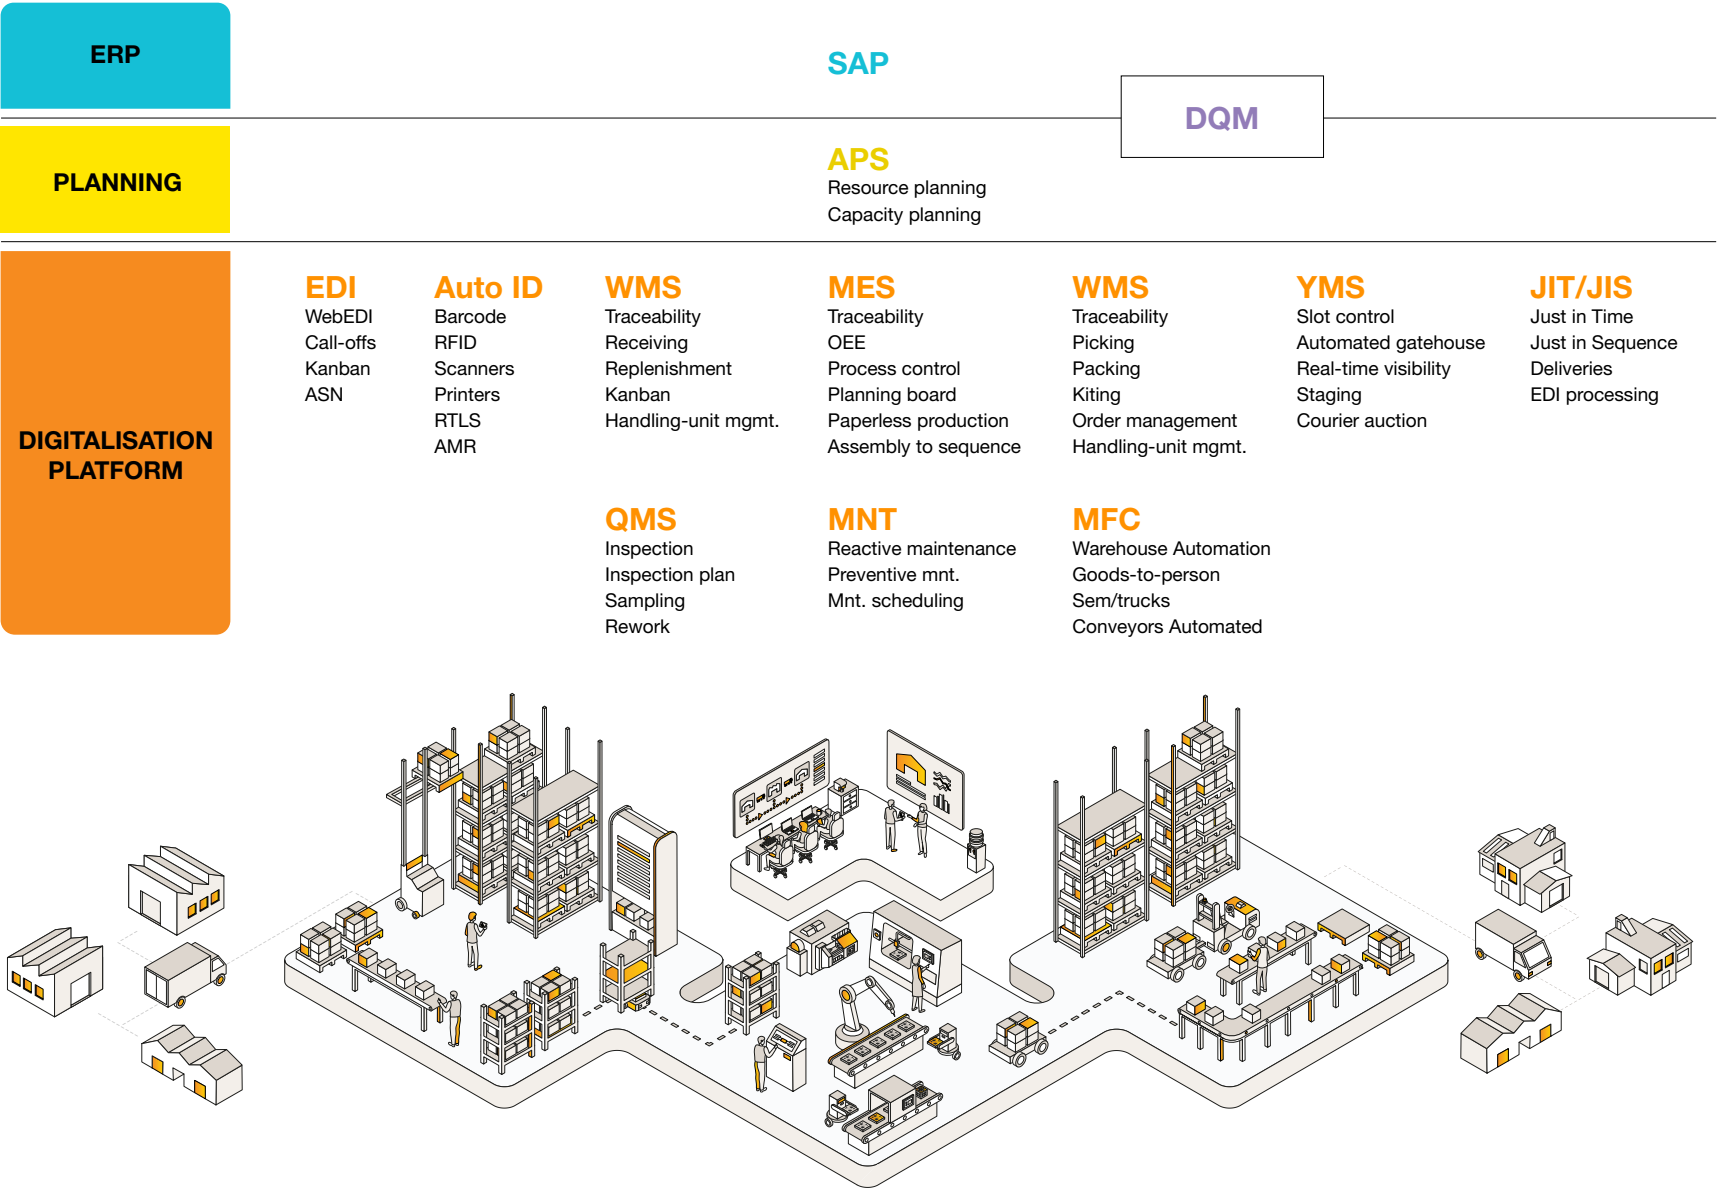 ERP
SAP
DQM
PLANNING
APS
Resource planning
Capacity planning
DIGITALISATION
PLATFORM
EDI
WebEDI
Call-offs
Kanban
ASN
Auto ID
Barcode
RFID
Scanners
Printers
RTLS
AMR
WMS
Traceability
Receiving
Replenishment
Kanban
Handling-unit mgmt.
MES
Traceability
OEE
Process control
Planning board
Paperless production
Assembly to sequence
WMS
Traceability
Picking
Packing
Kiting
Order management
Handling-unit mgmt.
YMS
Slot control
Automated gatehouse
Real-time visibility
Staging
Courier auction
JIT/JIS
Just in Time
Just in Sequence
Deliveries
EDI processing
QMS
Inspection
Inspection plan
Sampling
Rework
MNT
Reactive maintenance
Preventive mnt.
Mnt. scheduling
MFC
Warehouse Automation
Goods-to-person
Sem/trucks
Conveyors Automated